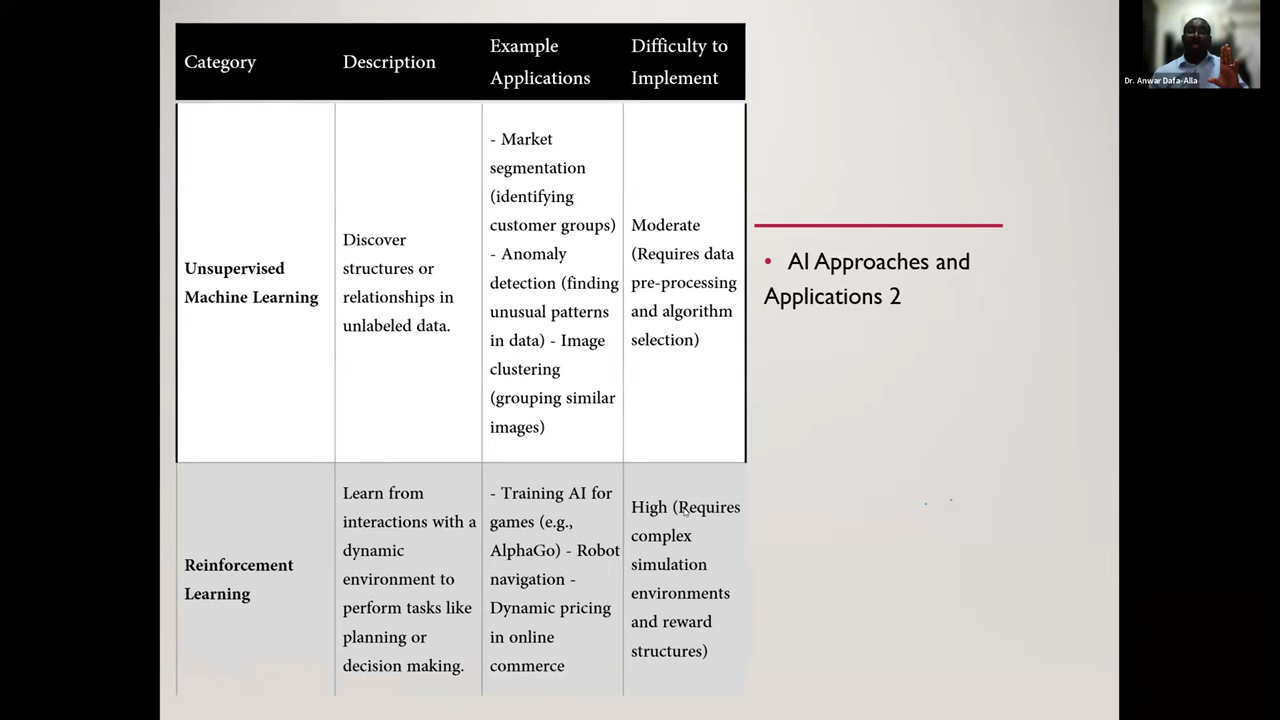 Category
Description
Example
Applications
Difficulty to
Implement
Unsupervised
Machine Learning
Discover
structures or
relationships in
unlabeled data.
- Market
segmentation
(identifying
customer groups)
- Anomaly
detection (finding
unusual patterns
in data) - Image
clustering
(grouping similar
images)
Moderate
(Requires data
pre-processing
and algorithm
selection)
Reinforcement
Learning
Learn from
interactions with a
dynamic
environment to
perform tasks like
planning or
decision making.
- Training AI for
games (e.g.,
AlphaGo) - Robot
navigation -
Dynamic pricing
in online
commerce
High (Requires
complex
simulation
environments
and reward
structures)
• AI Approaches and
Applications 2
Dr. Anwar Dafa-Alla